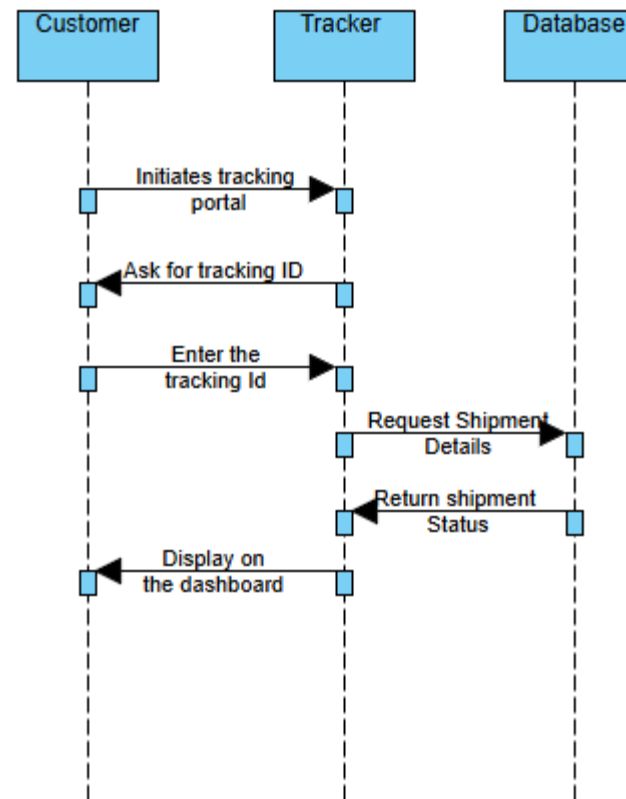 Customer
Tracker
Database
Initiates tracking
portal
Ask for tracking ID
Enter the
tracking Id
Request Shipment
Details
Return shipment
Status
Display on
the dashboard